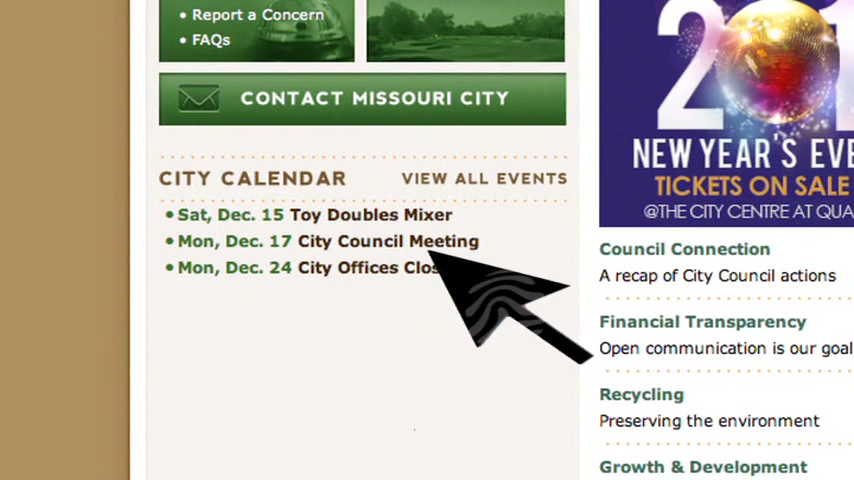 • Report a Concern
• FAQs
CONTACT MISSOURI CITY
CITY CALENDAR
VIEW ALL EVENTS
• Sat, Dec. 15 Toy Doubles Mixer
• Mon, Dec. 17 City Council Meeting
• Mon, Dec. 24 City Offices
201
NEW YEAR'S EVE
TICKETS ON SALE
@THE CITY CENTRE AT
Council Connection
A recap of City Council actions
Financial Transparency
Open communication is our goal
Recycling
Preserving the environment
Growth & Development